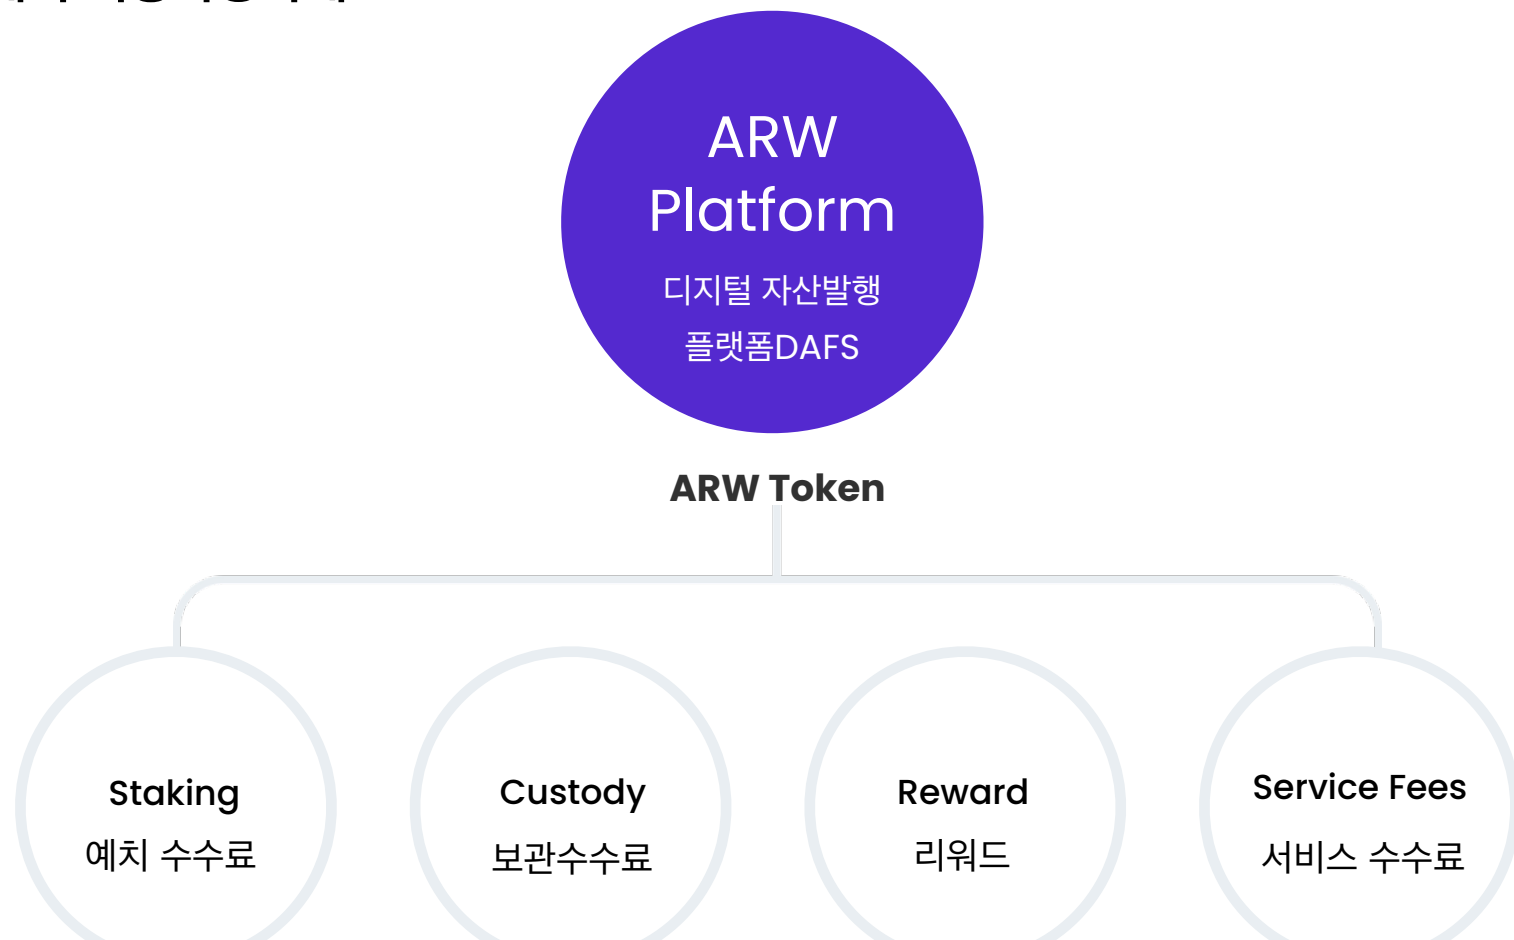 ARW
Platform
디지털 자산발행
플랫폼DAFS
ARW Token
Staking
예치 수수료
Custody
보관수수료
Reward
리워드
Service Fees
서비스 수수료